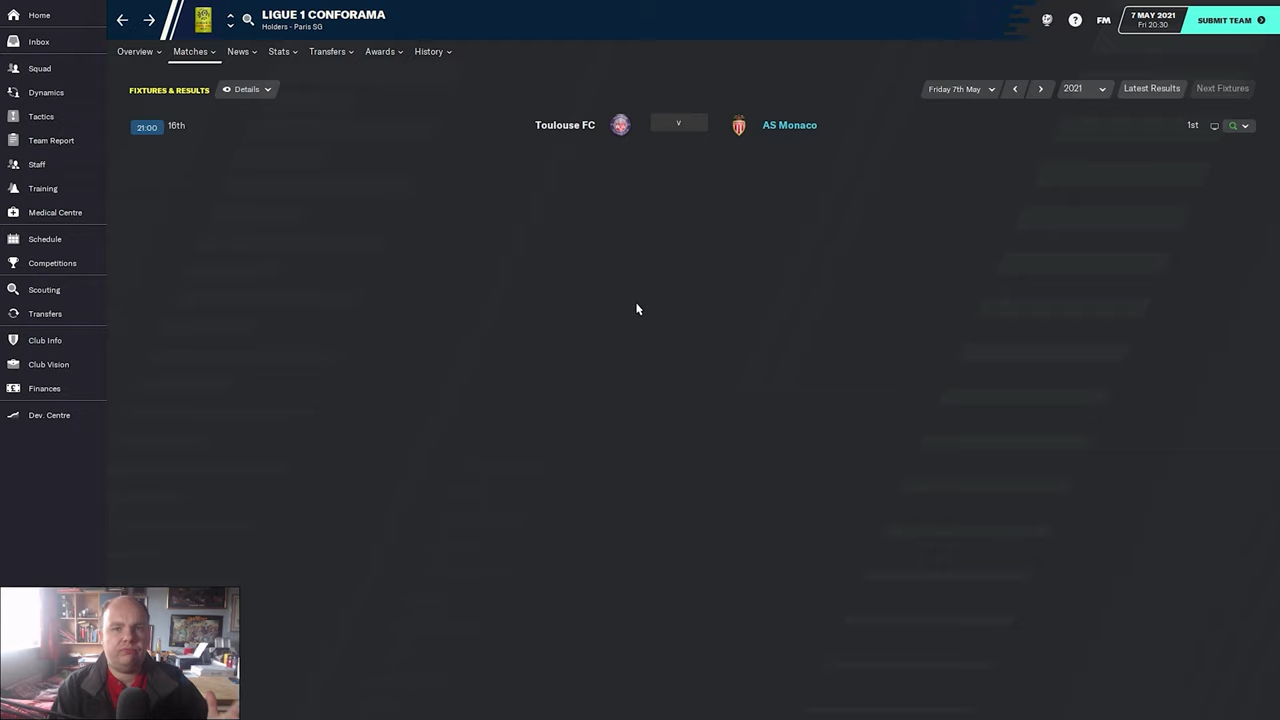 Home
LIGUE 1 CONFORAMA
Holders - Paris SG
FM
7 MAY 2021
Fri 20:30
SUBMIT TEAM
Inbox
Overview
Matches
News
Stats
Transfers
Awards
History
Squad
Dynamics
Tactics
Team Report
Staff
Training
Medical Centre
Schedule
Competitions
Scouting
Transfers
Club Info
Club Vision
Finances
Dev. Centre
FIXTURES & RESULTS
Details
Friday 7th May
2021
Latest Results
Next Fixtures
21:00
16th
Toulouse FC
v
AS Monaco
1st